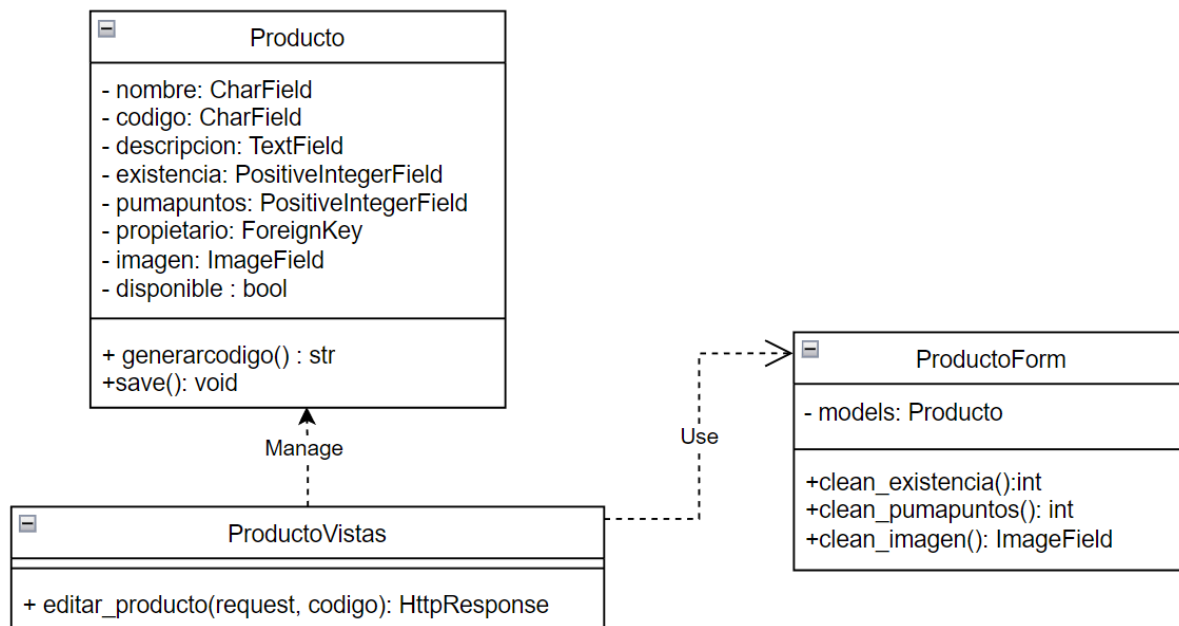 Producto
- nombre: CharField
- codigo: CharField
- descripcion: TextField
- existencia: PositiveIntegerField
- pumapuntos: PositiveIntegerField
- propietario: ForeignKey
- imagen: ImageField
- disponible : bool
+ generarcodigo() : str
+save(): void
Manage
Use
ProductoForm
- models: Producto
+clean_existencia():int
+clean_pumapuntos(): int
+clean_imagen(): ImageField
ProductoVistas
+ editar_producto(request, codigo): HttpResponse